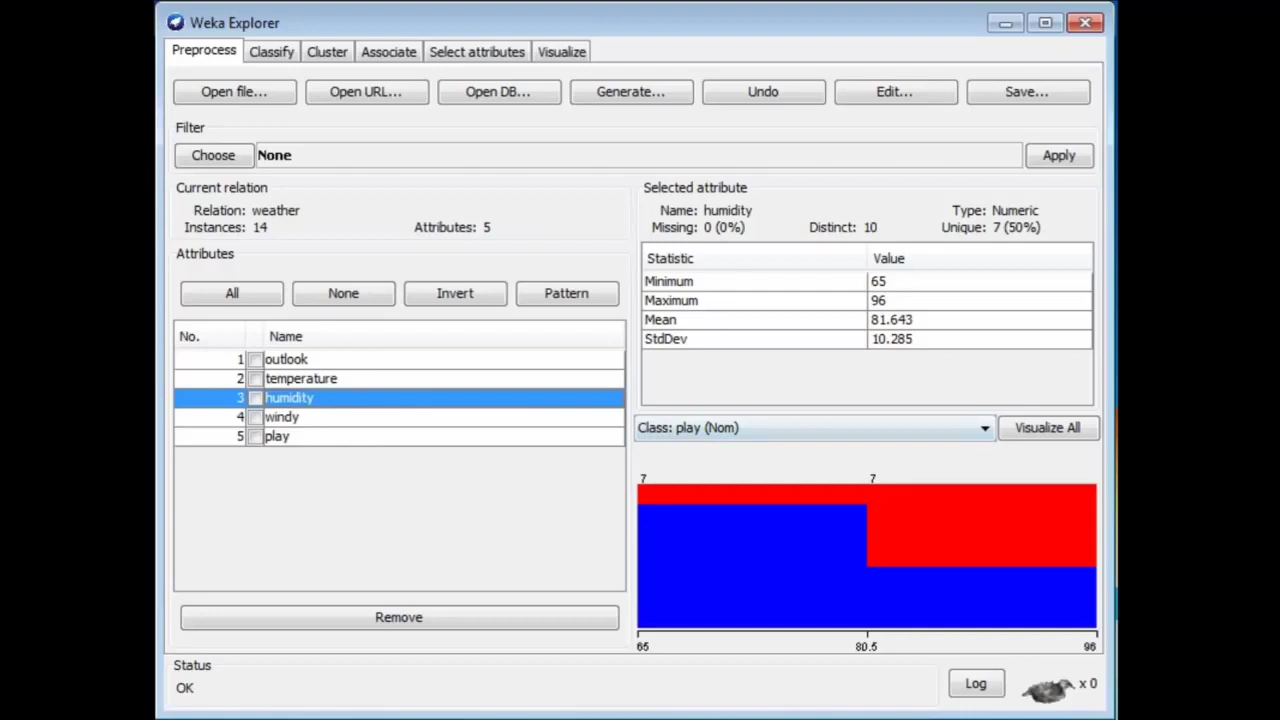 Weka Explorer
Preprocess Classify Cluster Associate Select attributes Visualize
Open file... Open URL... Open DB... Generate... Undo Edit... Save...
Filter
Choose None Apply
Current relation
Relation: weather
Instances: 14 Attributes: 5
Selected attribute
Name: humidity Type: Numeric
Missing: 0 (0%) Distinct: 10 Unique: 7 (50%)
Statistic Value
Minimum 65
Maximum 96
Mean 81.643
StdDev 10.285
Attributes
All None Invert Pattern
No. Name
1 outlook
2 temperature
3 humidity
4 windy
5 play
Remove
Class: play (Nom) Visualize All
7 7
65 80.5 96
Status
OK
Log x 0